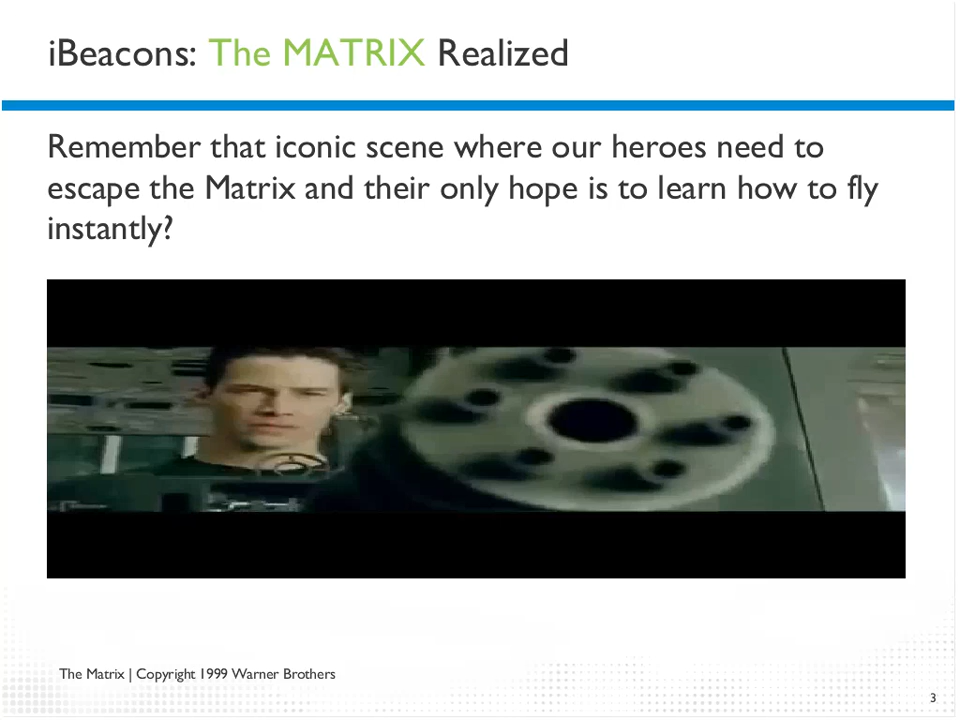 iBeacons: The MATRIX Realized
Remember that iconic scene where our heroes need to
escape the Matrix and their only hope is to learn how to fly
instantly?
The Matrix | Copyright 1999 Warner Brothers
3